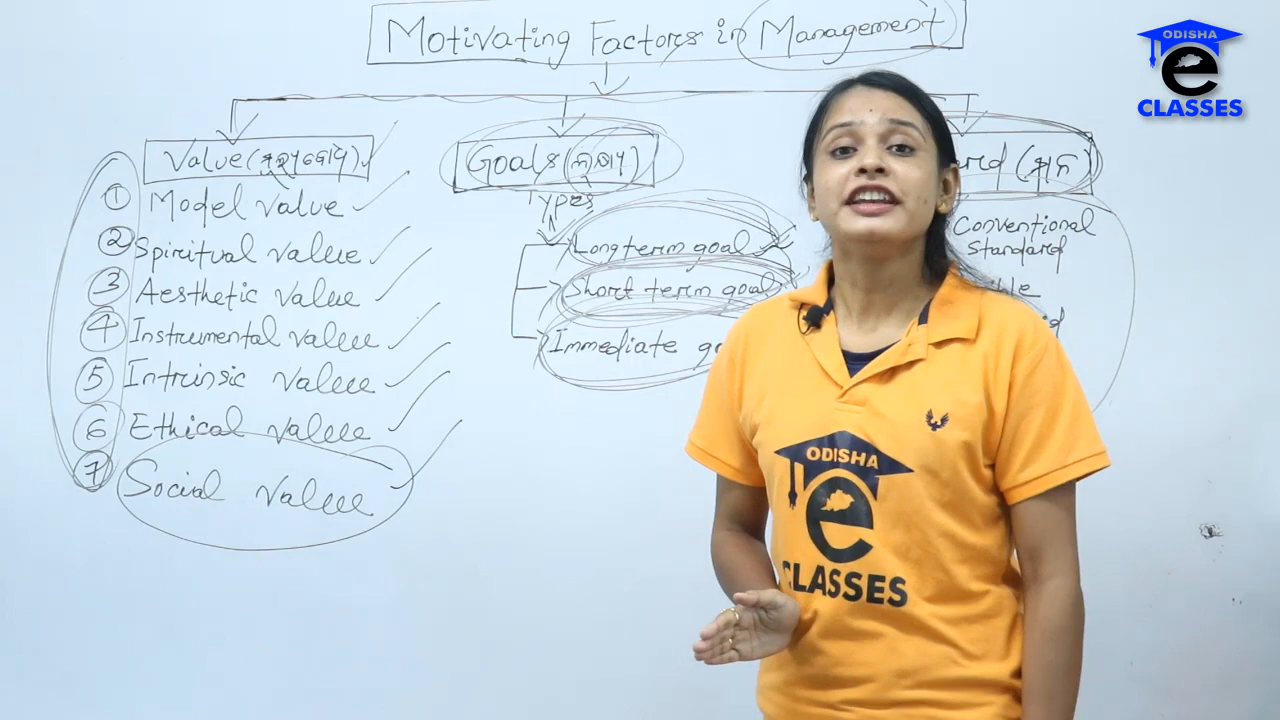 Motivating Factors in Management
ODISHA
e
CLASSES
Value (ମୂଲ୍ୟବୋଧ)
① Model value
② Spiritual value
③ Aesthetic value
④ Instrumental value
⑤ Intrinsic value
⑥ Ethical value
⑦ Social value
Goals (ଲକ୍ଷ୍ୟ)
Types
Long term goal
Short term goal
Immediate
(ମାନ)
Conventional
Standard
ODISHA
e
CLASSES